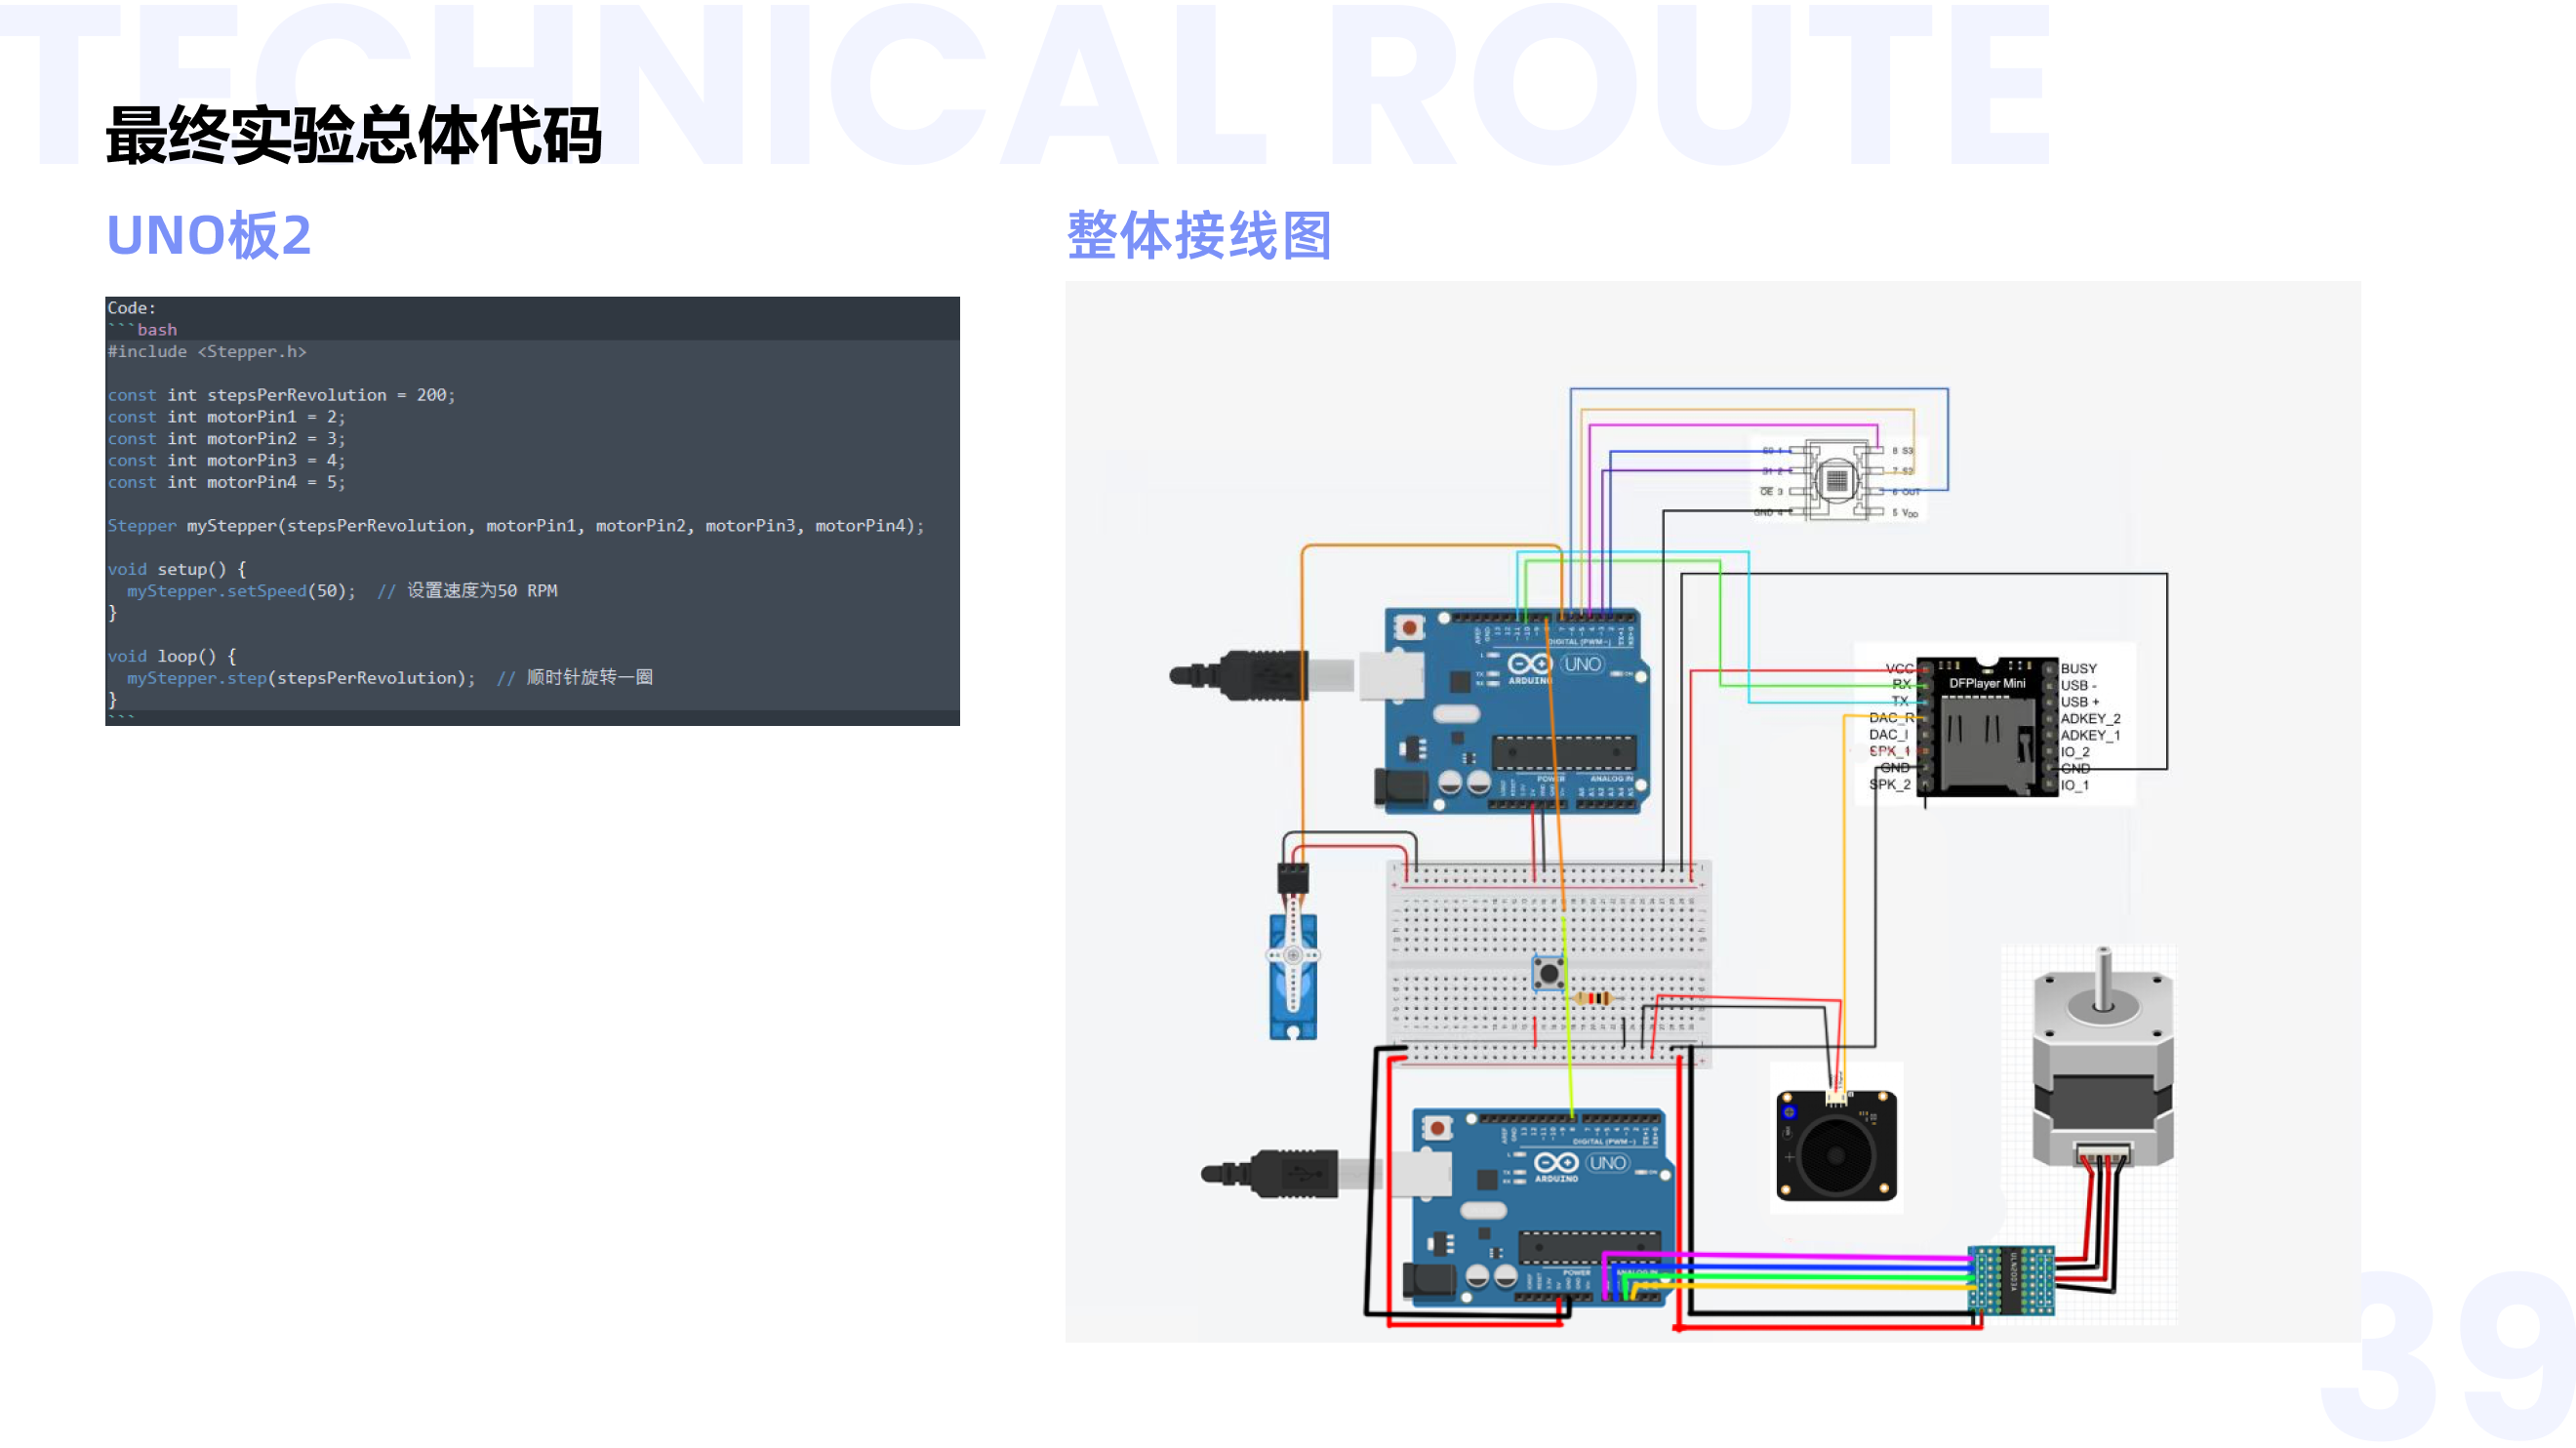 TECHNICAL ROUTE
最终实验总体代码
UNO板2
Code:
```bash
#include <Stepper.h>
const int stepsPerRevolution = 200;
const int motorPin1 = 2;
const int motorPin2 = 3;
const int motorPin3 = 4;
const int motorPin4 = 5;
Stepper myStepper(stepsPerRevolution, motorPin1, motorPin2, motorPin3, motorPin4);
void setup() {
myStepper.setSpeed(50);  // 设置速度为50 RPM
}
void loop() {
myStepper.step(stepsPerRevolution);  // 顺时针旋转一圈
}
```
整体接线图
S0 1
S1 2
OE 3
GND 4
8 S3
7 S2
6 OUT
5 VDD
DIGITAL (PWM~)
UNO
ARDUINO
POWER
ANALOG IN
VCC
RX
TX
DAC_R
DAC_I
SPK_1
GND
SPK_2
DFPlayer Mini
BUSY
USB -
USB +
ADKEY_2
ADKEY_1
IO_2
GND
IO_1
DIGITAL (PWM~)
UNO
ARDUINO
POWER
ANALOG IN
ULN2003A
39